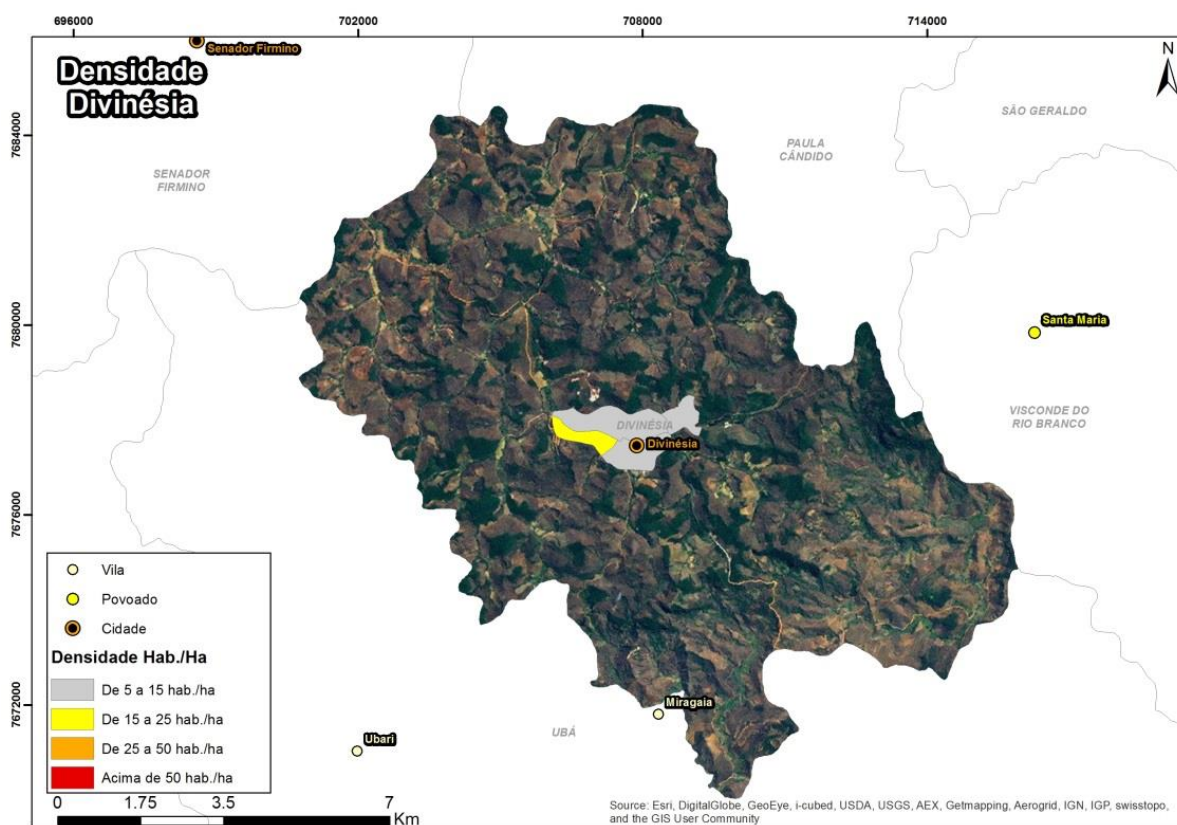 696000
702000
708000
714000
Senador Firmino
Densidade
Divinésia
N
7684000
7680000
7676000
7672000
SÃO GERALDO
PAULA
CÂNDIDO
SENADOR
FIRMINO
Santa Maria
VISCONDE DO
RIO BRANCO
DIVINÉSIA
Divinésia
Miragaia
UBÁ
Ubari
Vila
Povoado
Cidade
Densidade Hab./Ha
De 5 a 15 hab./ha
De 15 a 25 hab./ha
De 25 a 50 hab./ha
Acima de 50 hab./ha
0 1.75 3.5 7
Km
Source: Esri, DigitalGlobe, GeoEye, i-cubed, USDA, USGS, AEX, Getmapping, Aerogrid, IGN, IGP, swisstopo,
and the GIS User Community